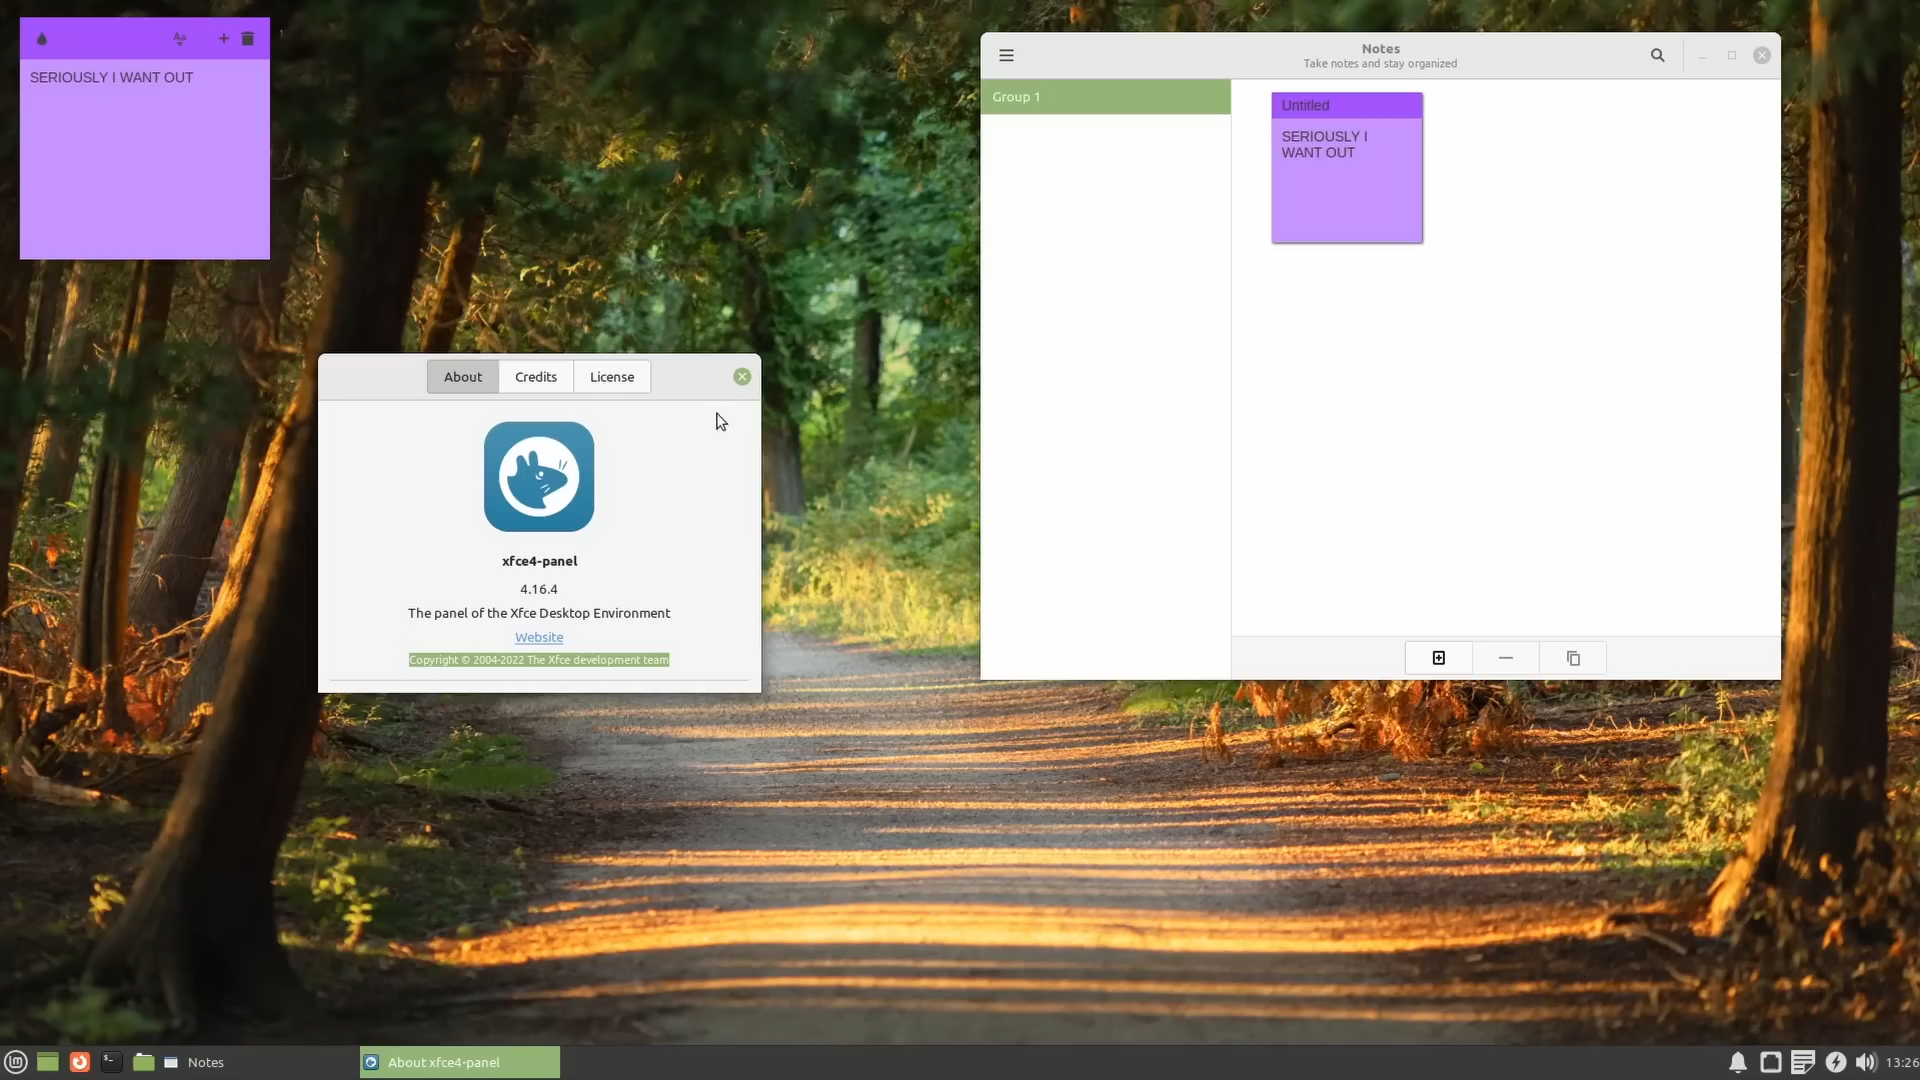 SERIOUSLY I WANT OUT
Notes
Take notes and stay organized
Group 1
Untitled
SERIOUSLY I
WANT OUT
About
Credits
License
xfce4-panel
4.16.4
The panel of the Xfce Desktop Environment
Website
Copyright © 2004-2022 The Xfce development team
Notes
About xfce4-panel
13:26